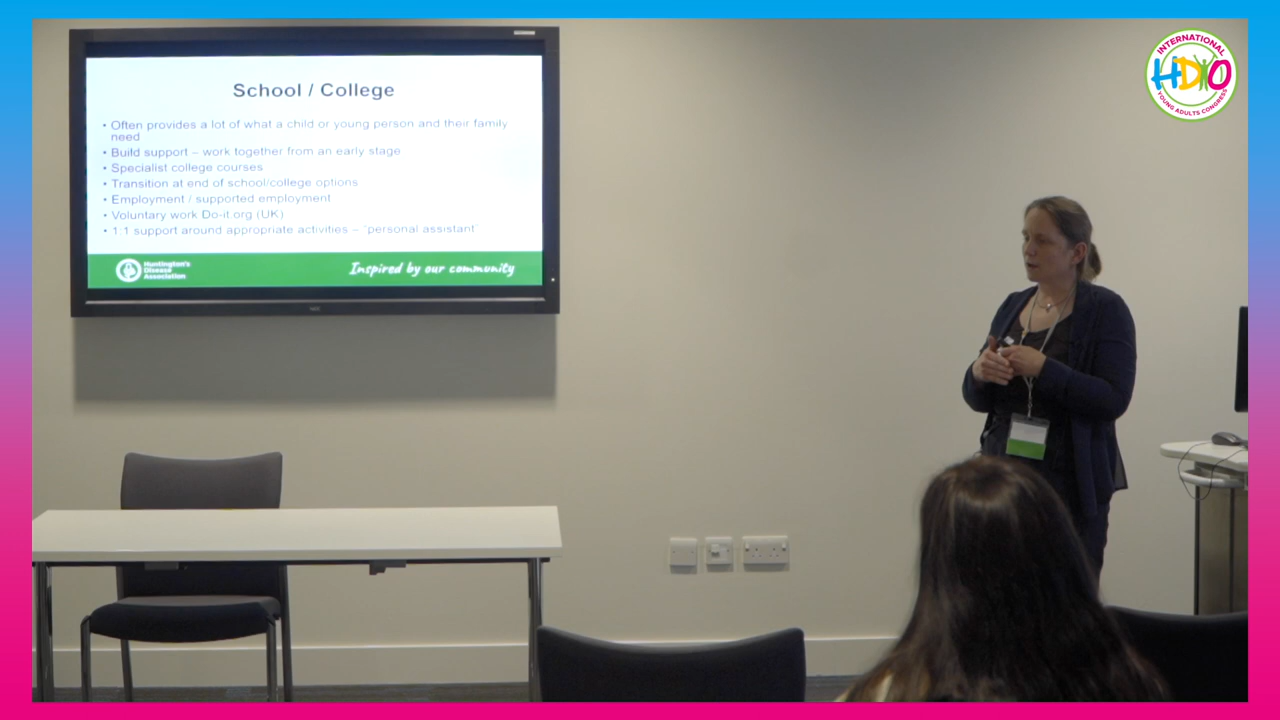 School / College
• Often provides a lot of what a child or young person and their family
need
• Build support – work together from an early stage
• Specialist college courses
• Transition at end of school/college options
• Employment / supported employment
• Voluntary work Do-it.org (UK)
• 1:1 support around appropriate activities – 'personal assistant'
Huntington's
Disease
Association
Inspired by our community
INTERNATIONAL
HDYO
YOUNG ADULTS CONGRESS